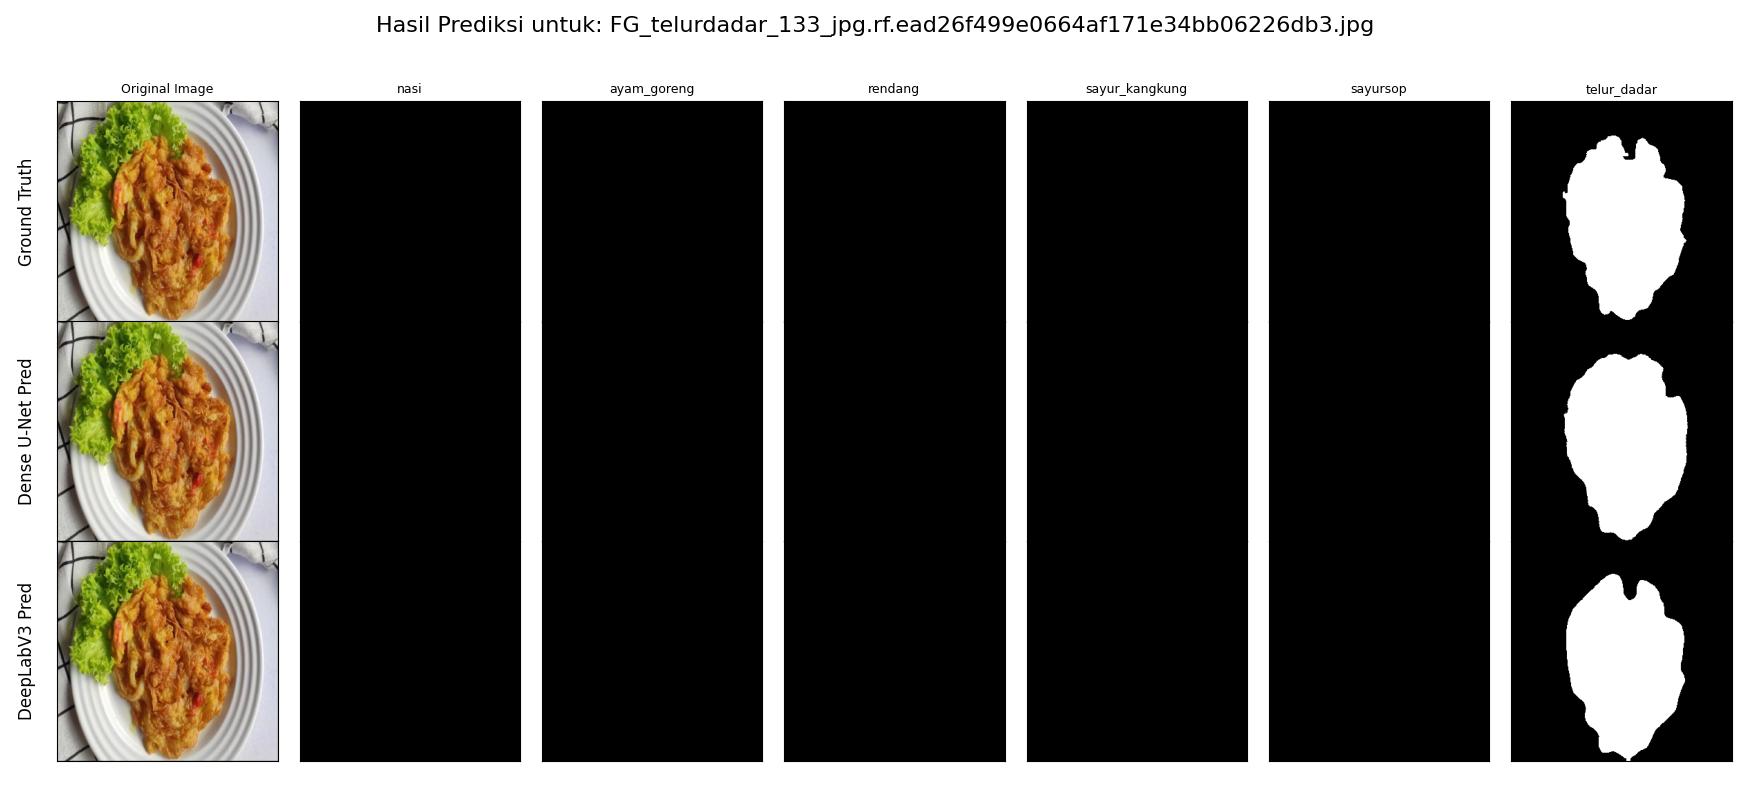 Hasil Prediksi untuk: FG_telurdadar_133_jpg.rf.ead26f499e0664af171e34bb06226db3.jpg
Original Image
nasi
ayam_goreng
rendang
sayur_kangkung
sayursop
telur_dadar
Ground Truth
Dense U-Net Pred
DeepLabV3 Pred